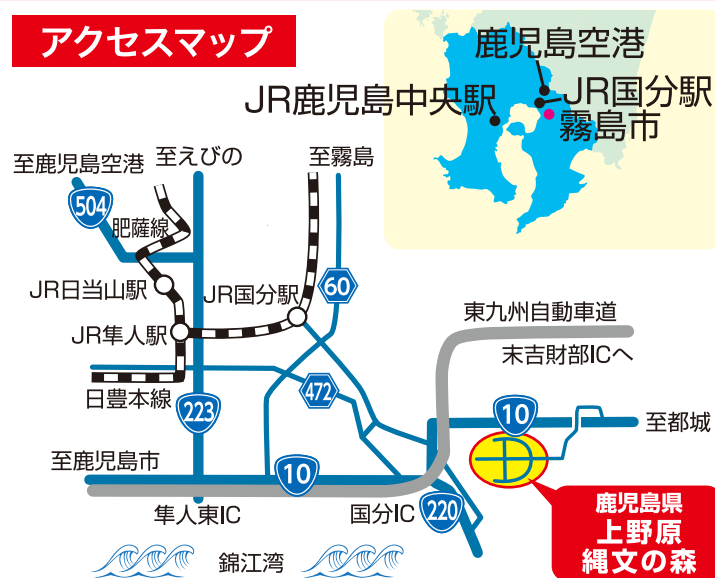 アクセスマップ
鹿児島空港
JR鹿児島中央駅
JR国分駅
霧島市
至鹿児島空港
至えびの
至霧島
504
肥薩線
JR日当山駅
JR国分駅
60
JR隼人駅
東九州自動車道
末吉財部ICへ
日豊本線
223
472
10
至都城
至鹿児島市
10
隼人東IC
国分IC
220
鹿児島県
上野原
縄文の森
錦江湾